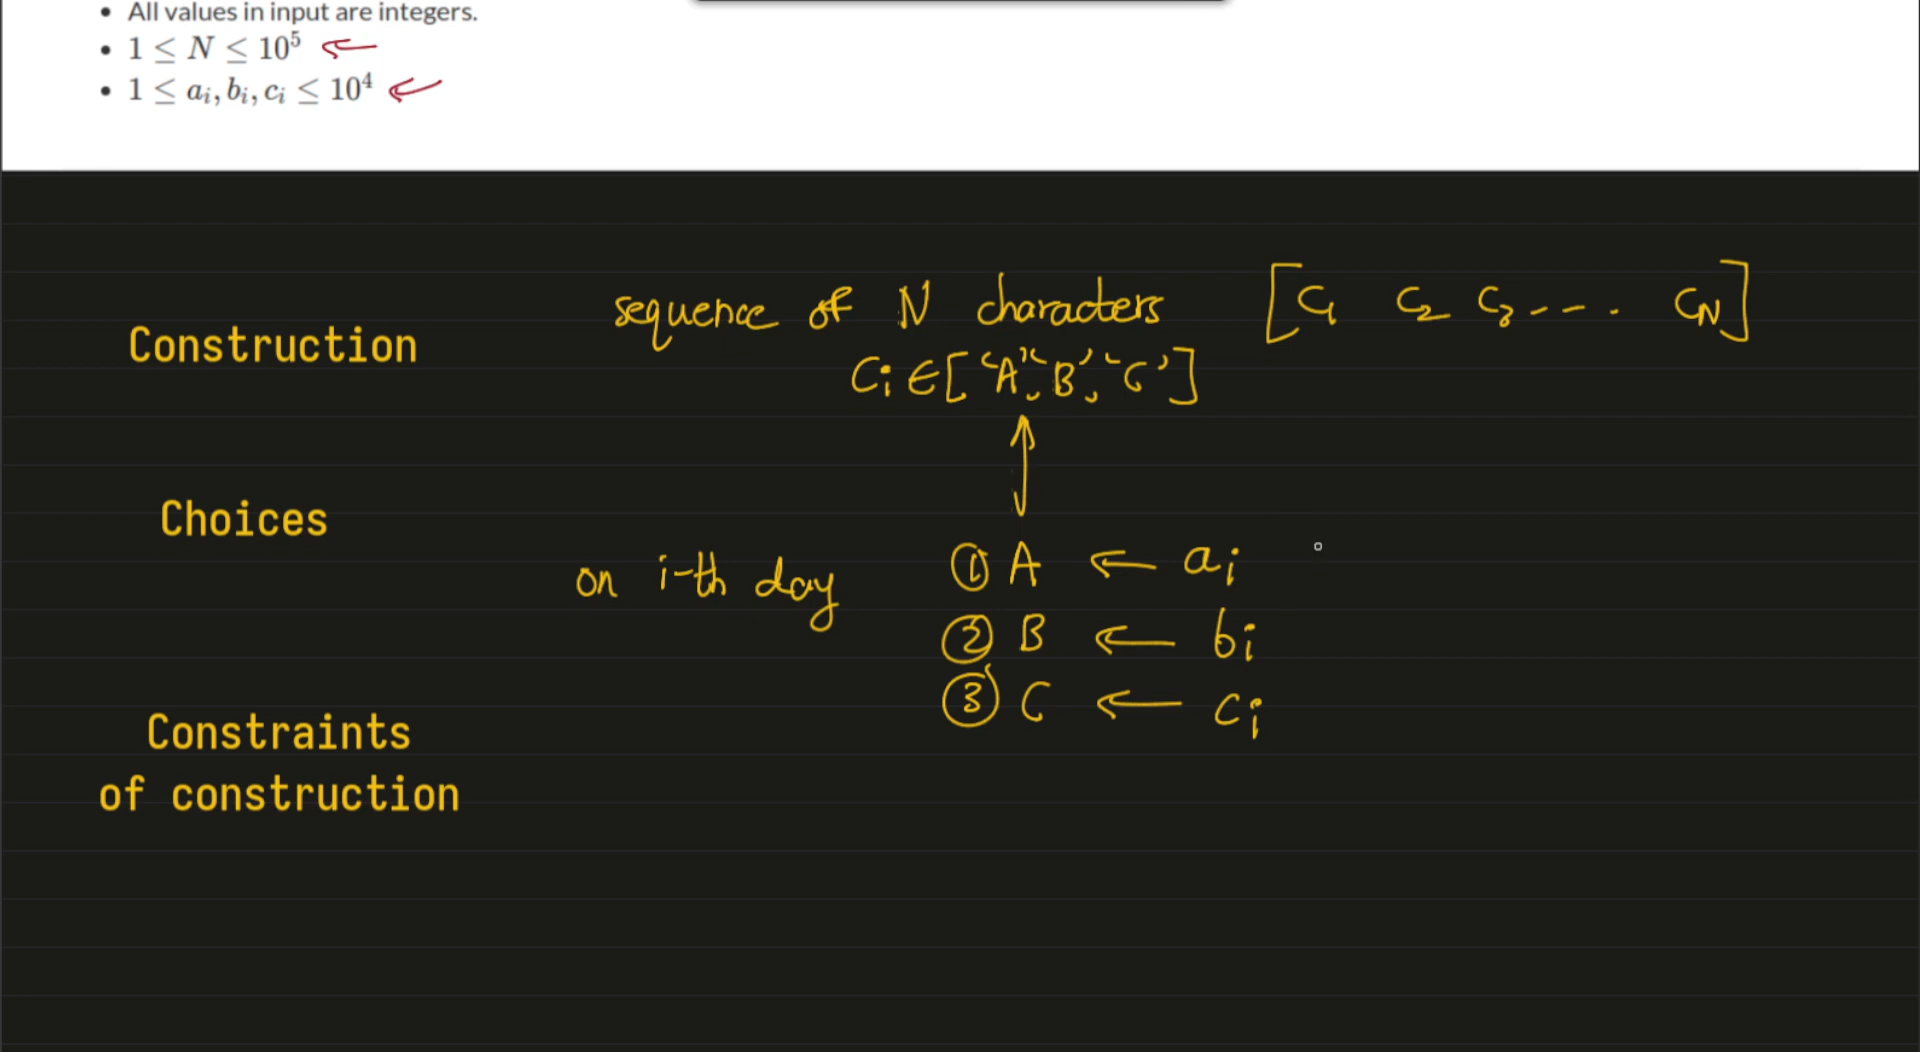 • All values in input are integers.
• 1 ≤ N ≤ 10⁵
• 1 ≤ aᵢ, bᵢ, cᵢ ≤ 10⁴
sequence of N characters [C₁ C₂ C₃ - - - . C_N]
Construction
Cᵢ ∈ ['A', 'B', 'C']
Choices
on i-th day ① A ← aᵢ
② B ← bᵢ
③ C ← cᵢ
Constraints
of construction